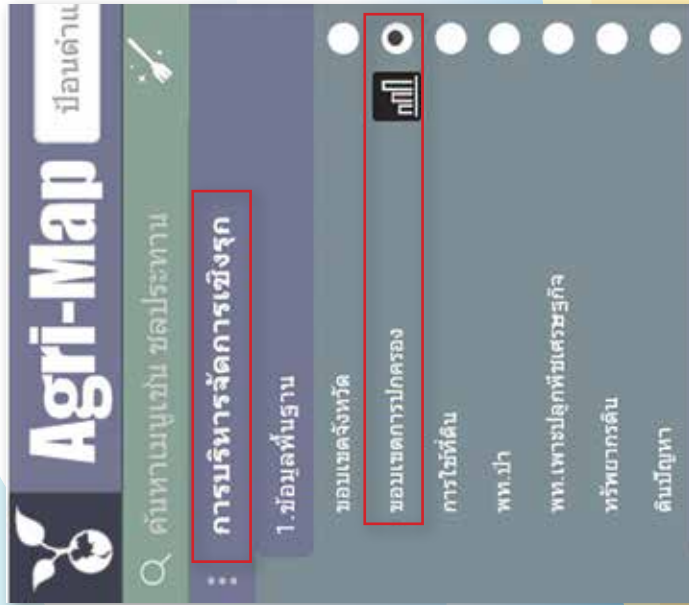 Agri-Map
ป้อนตำแ
ค้นหาเมนูเช่น ชลประทาน
การบริหารจัดการเชิงรุก
1.ข้อมูลพื้นฐาน
ขอบเขตจังหวัด
ขอบเขตการปกครอง
การใช้ที่ดิน
พท.ป่า
พท.เพาะปลูกพืชเศรษฐกิจ
ทรัพยากรดิน
ดินปัญหา